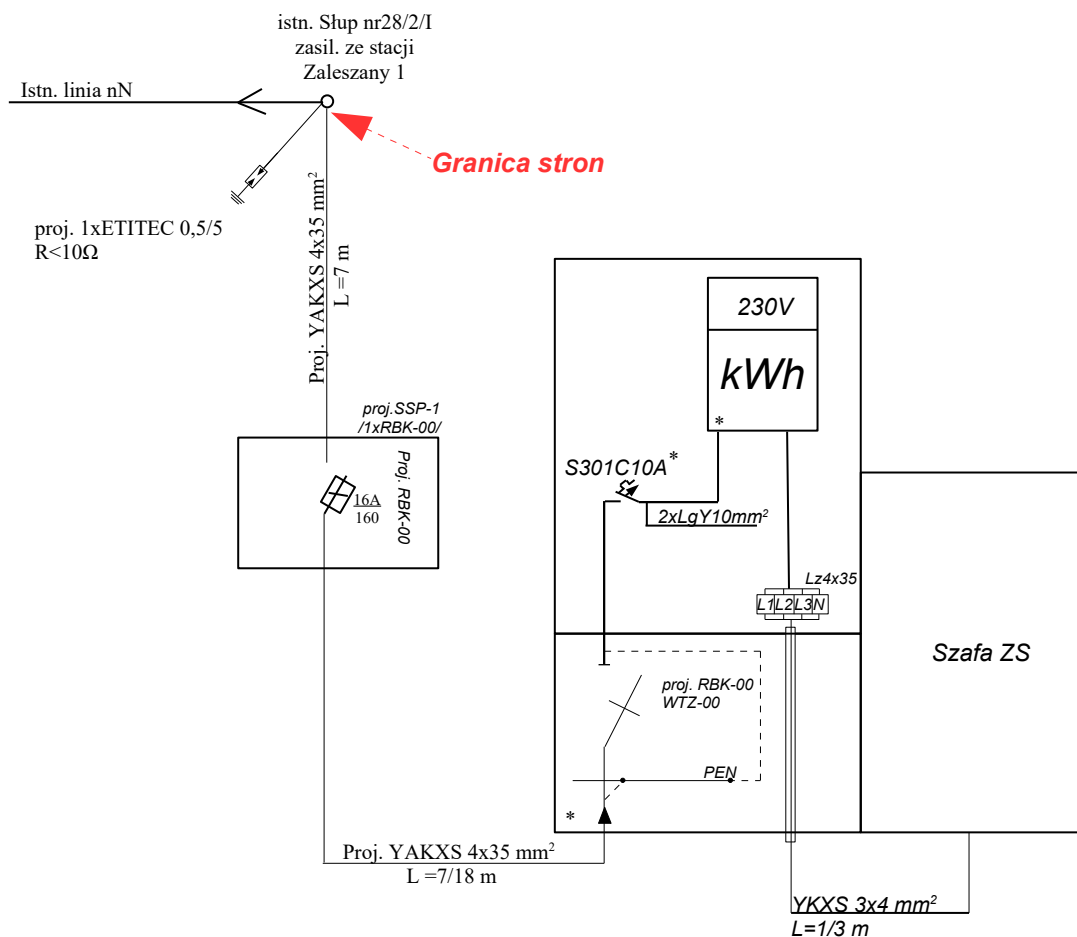 istn. Słup nr28/2/I
zasil. ze stacji
Zaleszany 1
Istn. linia nN
Granica stron
proj. 1xETITEC 0,5/5
R<10Ω
Proj. YAKXS 4x35 mm²
L =7 m
proj.SSP-1
/1xRBK-00/
Proj. RBK-00
16A
160
230V
kWh
*
S301C10A*
2xLgY10mm²
Lz4x35
L1 L2 L3 N
Szafa ZS
proj. RBK-00
WTZ-00
PEN
*
Proj. YAKXS 4x35 mm²
L =7/18 m
YKXS 3x4 mm²
L=1/3 m